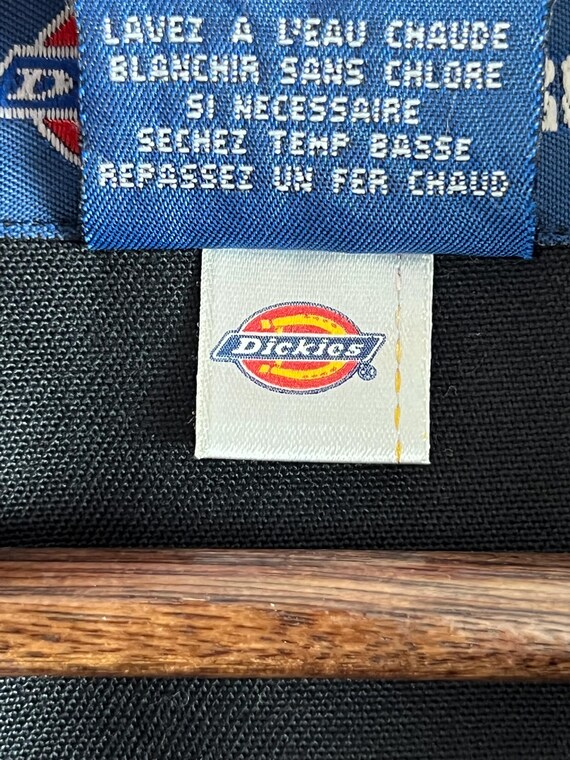 LAVEZ A L'EAU CHAUDE
BLANCHIR SANS CHLORE
SI NECESSAIRE
SECHEZ TEMP BASSE
REPASSEZ UN FER CHAUD
Dickies®